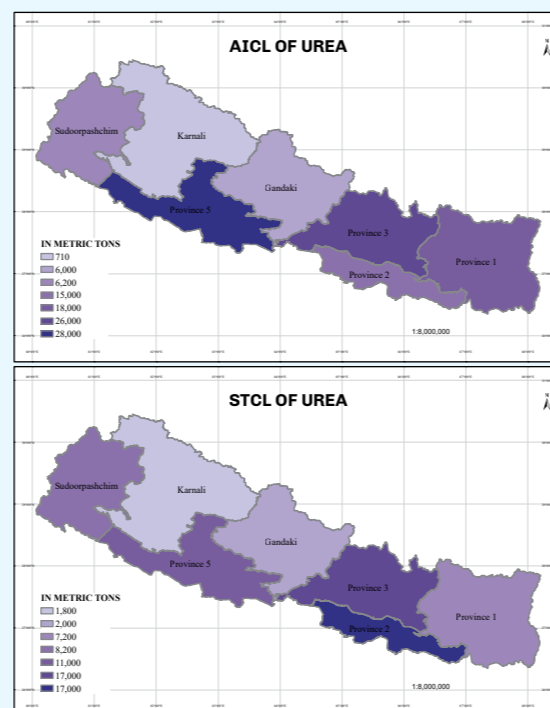 AICL OF UREA
Sudoorpashchim
Karnali
Gandaki
Province 5
Province 3
Province 2
Province 1
IN METRIC TONS
710
6,000
6,200
15,000
18,000
26,000
28,000
1:8,000,000
STCL OF UREA
Sudoorpashchim
Karnali
Gandaki
Province 5
Province 3
Province 2
Province 1
IN METRIC TONS
1,800
2,000
7,200
8,200
11,000
17,000
17,000
1:8,000,000